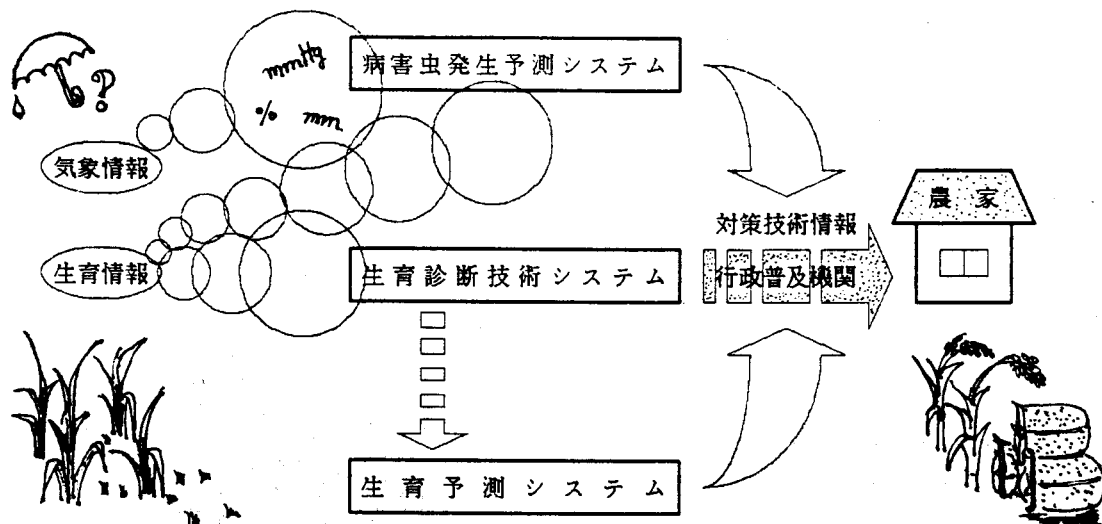 病害虫発生予測システム
mmHg
% mm
?
気象情報
農家
対策技術情報
生育情報
生育診断技術システム
行政普及機関
生育予測システム